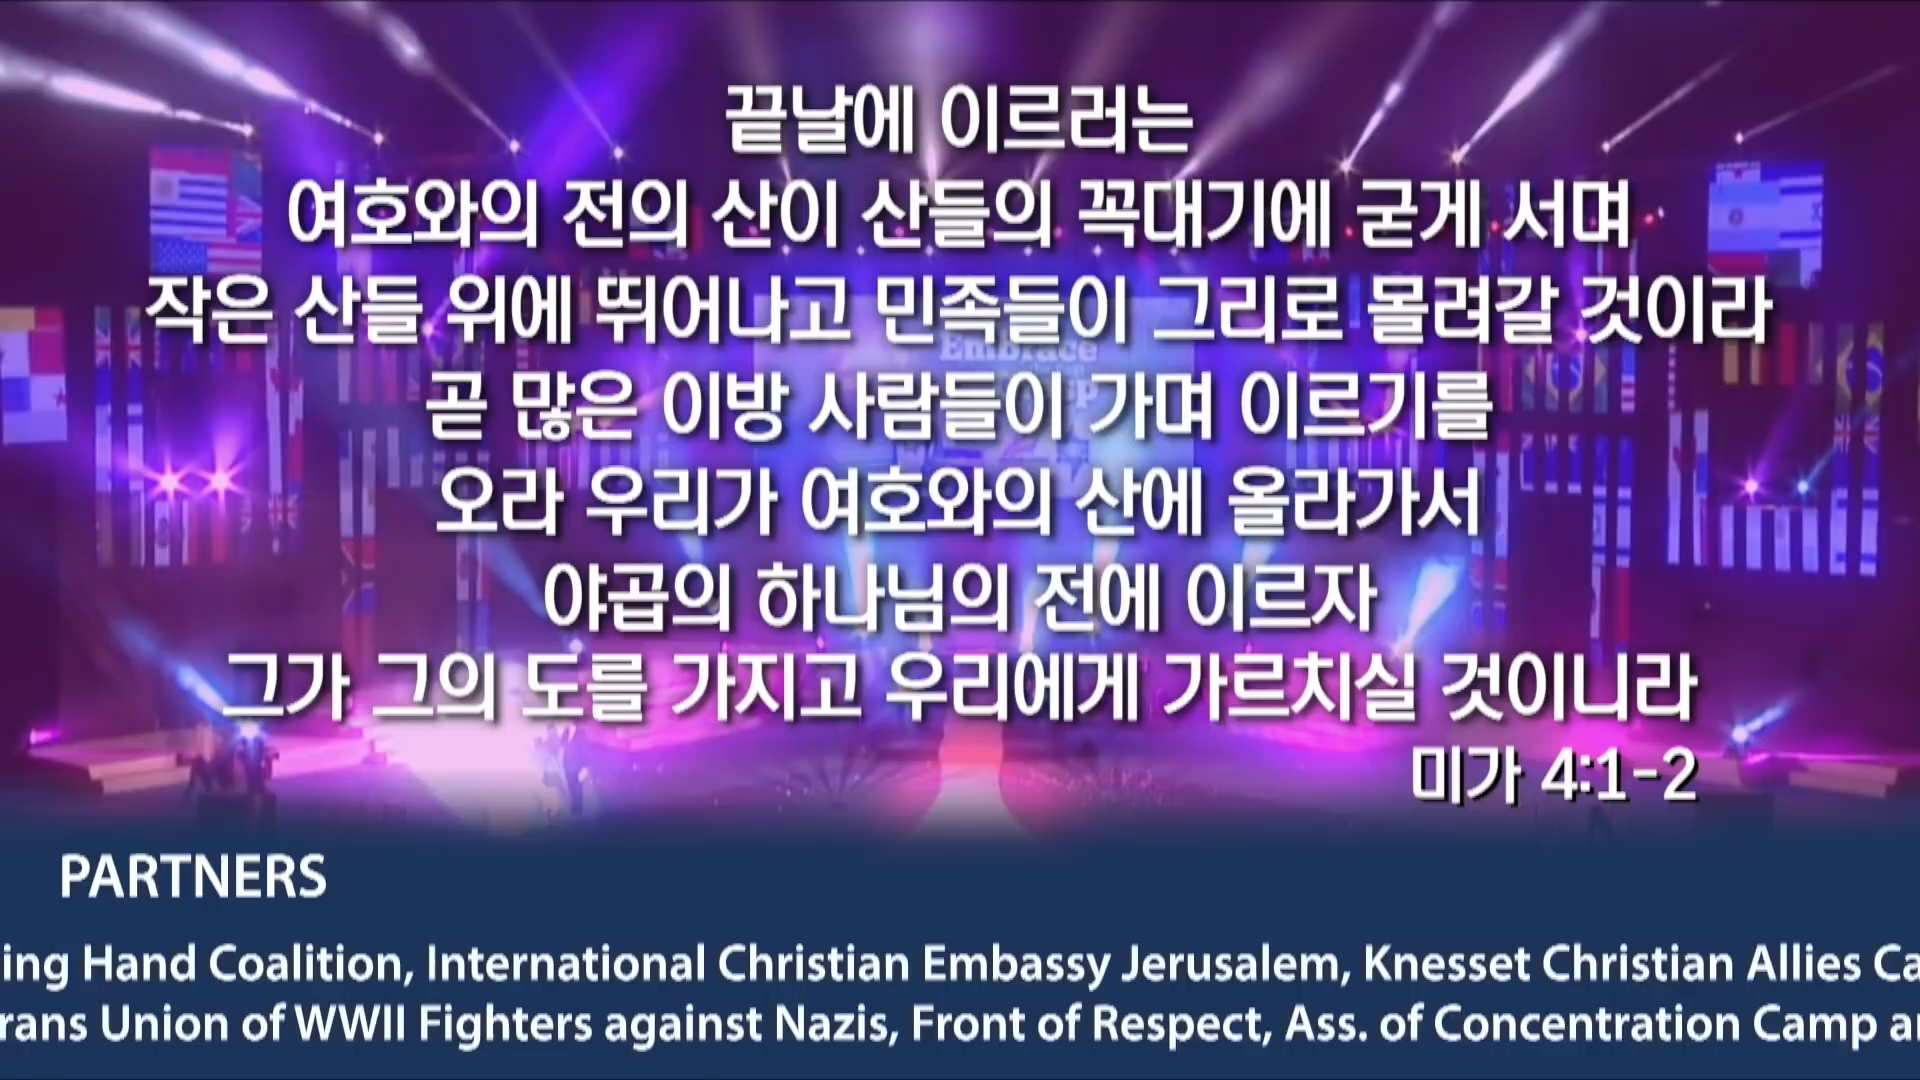 끝날에 이르러는
여호와의 전의 산이 산들의 꼭대기에 굳게 서며
작은 산들 위에 뛰어나고 민족들이 그리로 몰려갈 것이라
곧 많은 이방 사람들이 가며 이르기를
오라 우리가 여호와의 산에 올라가서
야곱의 하나님의 전에 이르자
그가 그의 도를 가지고 우리에게 가르치실 것이니라
미가 4:1-2
Embrace
PARTNERS
ing Hand Coalition, International Christian Embassy Jerusalem, Knesset Christian Allies Ca
rans Union of WWII Fighters against Nazis, Front of Respect, Ass. of Concentration Camp a